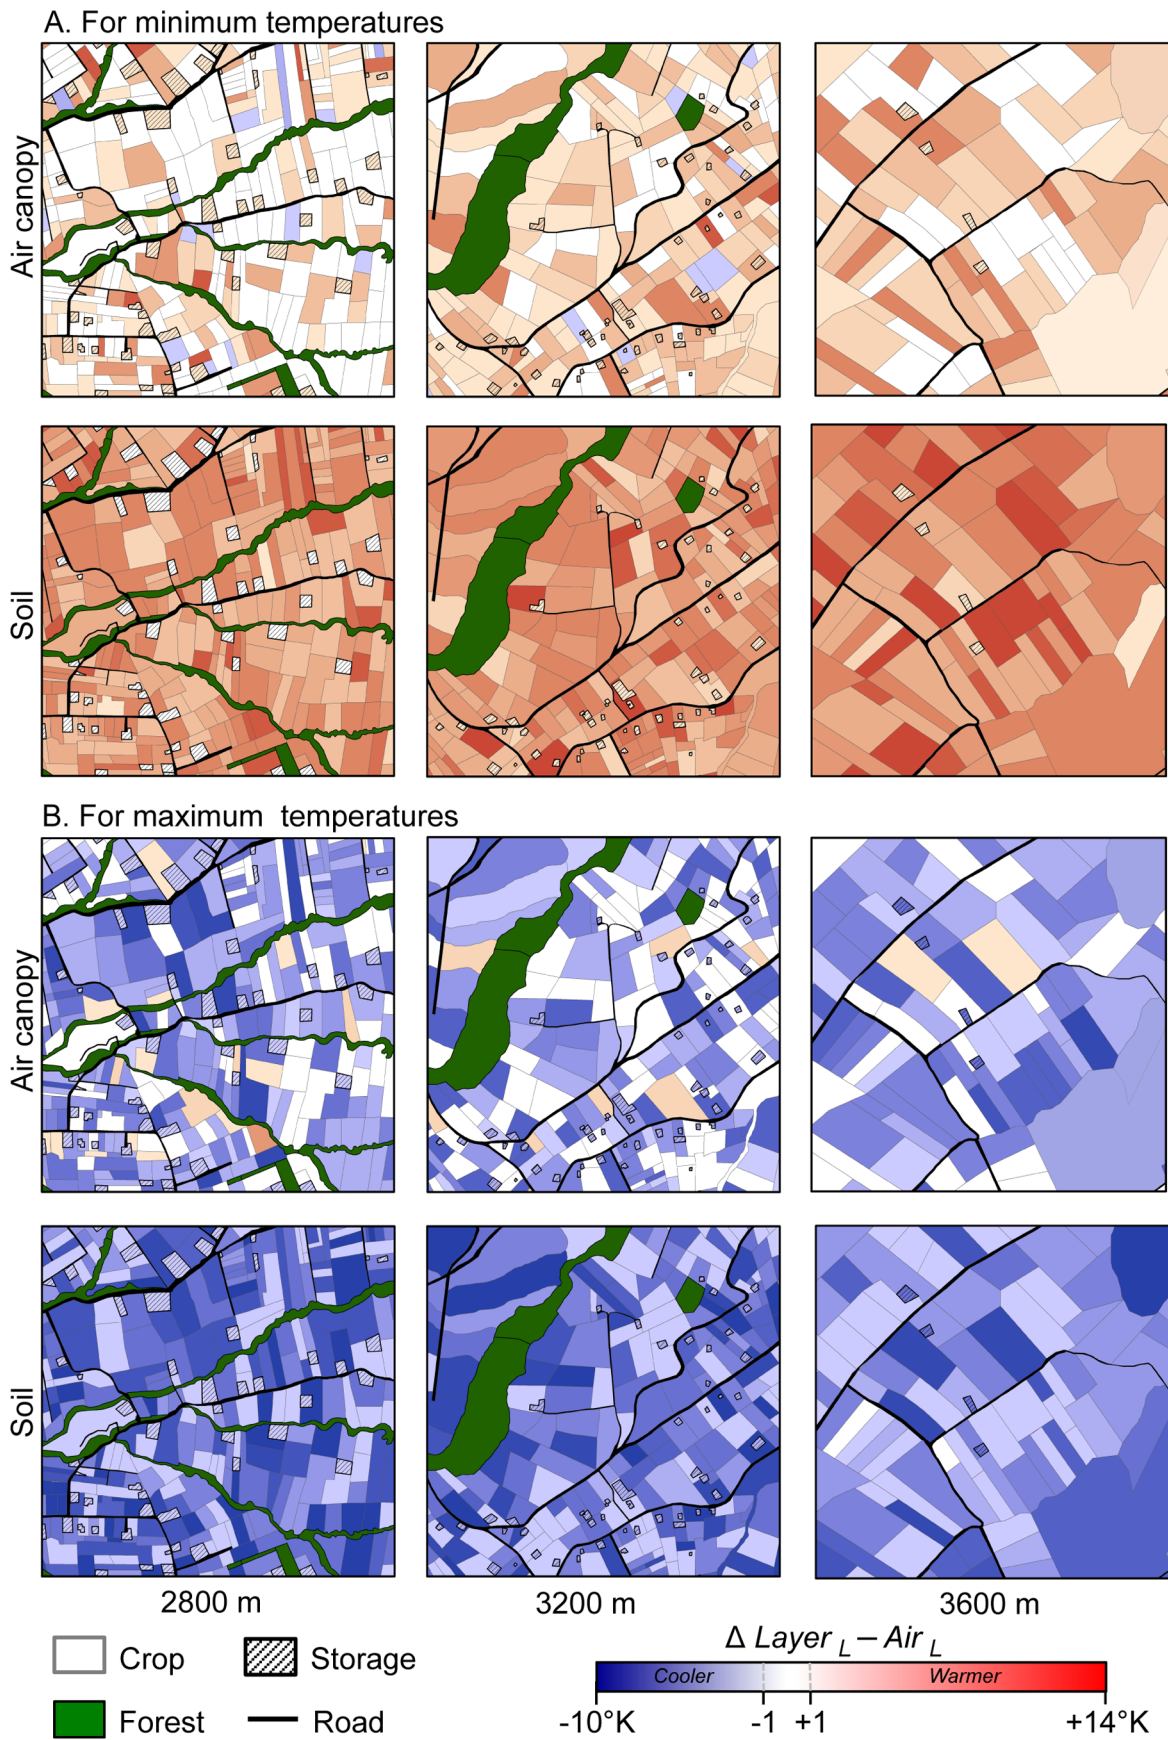 A. For minimum temperatures
Air canopy
Soil
B. For maximum temperatures
Air canopy
Soil
2800 m
3200 m
3600 m
Crop
Storage
Forest
Road
Δ Layer L – Air L
Cooler
Warmer
-10°K
-1
+1
+14°K